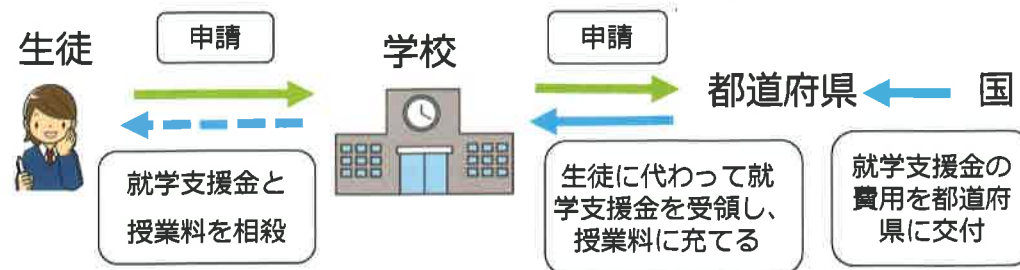 生徒
申請
学校
申請
都道府県
国
就学支援金と
授業料を相殺
生徒に代わって就
学支援金を受領し、
授業料に充てる
就学支援金の
費用を都道府
県に交付